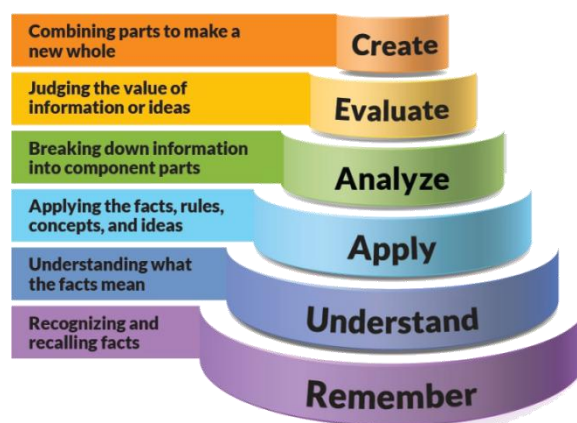 Combining parts to make a
new whole
Create
Judging the value of
information or ideas
Evaluate
Breaking down information
into component parts
Analyze
Applying the facts, rules,
concepts, and ideas
Apply
Understanding what
the facts mean
Understand
Recognizing and
recalling facts
Remember